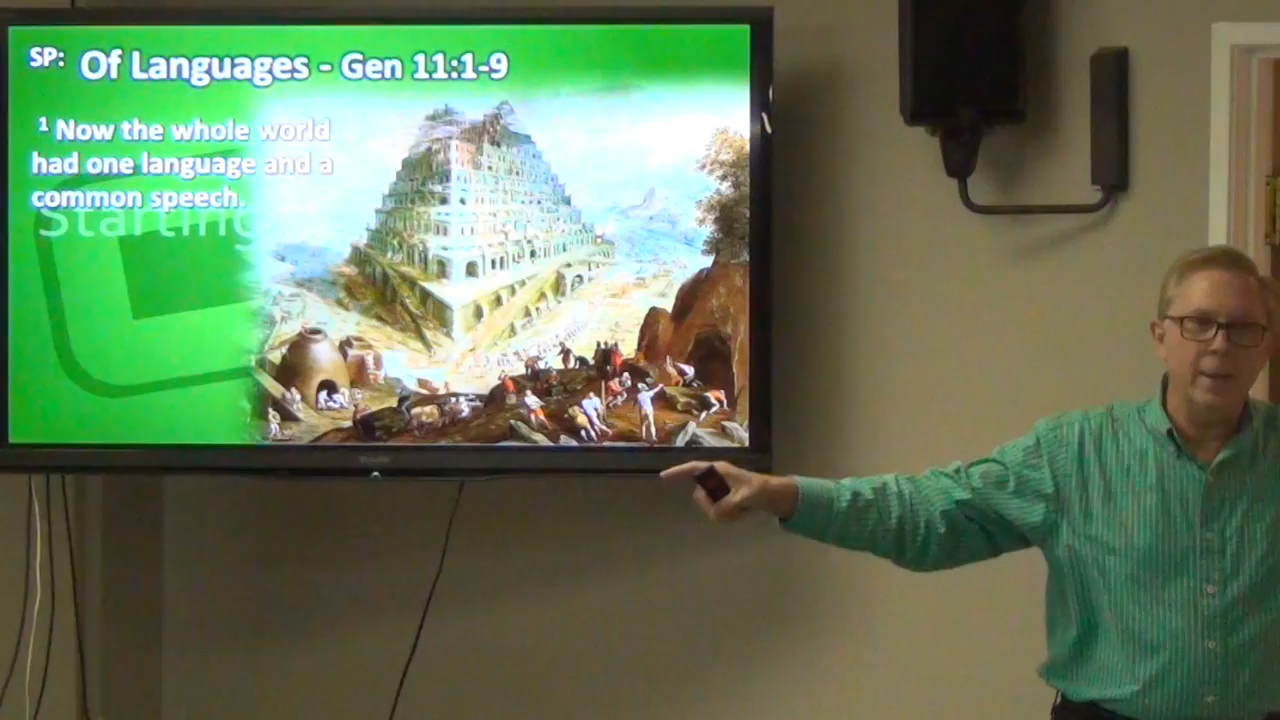 SP: Of Languages - Gen 11:1-9
1 Now the whole world
had one language and a
common speech.
Starting